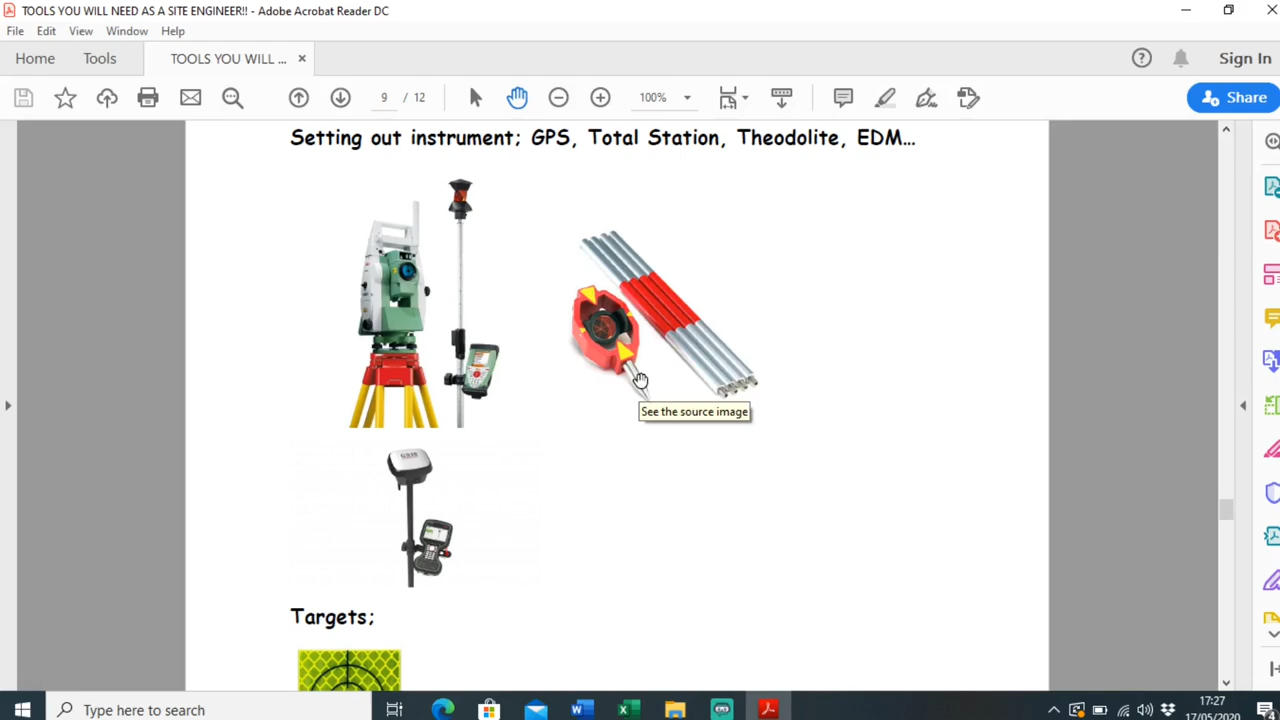 TOOLS YOU WILL NEED AS A SITE ENGINEER!! - Adobe Acrobat Reader DC
File Edit View Window Help
Home Tools TOOLS YOU WILL ... × Sign In
9 / 12 100% Share
Setting out instrument; GPS, Total Station, Theodolite, EDM...
See the source image
Targets;
Type here to search
17:27
17/05/2020